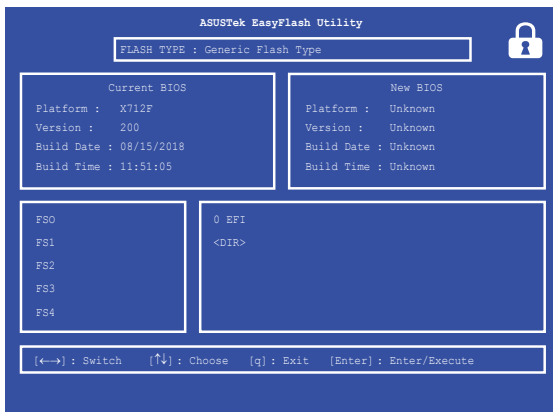 ASUSTek EasyFlash Utility
FLASH TYPE : Generic Flash Type
Current BIOS
Platform : X712F
Version : 200
Build Date : 08/15/2018
Build Time : 11:51:05
New BIOS
Platform : Unknown
Version : Unknown
Build Date : Unknown
Build Time : Unknown
FSO
FS1
FS2
FS3
FS4
0 EFI
<DIR>
[←→] : Switch [↑↓] : Choose [q] : Exit [Enter] : Enter/Execute